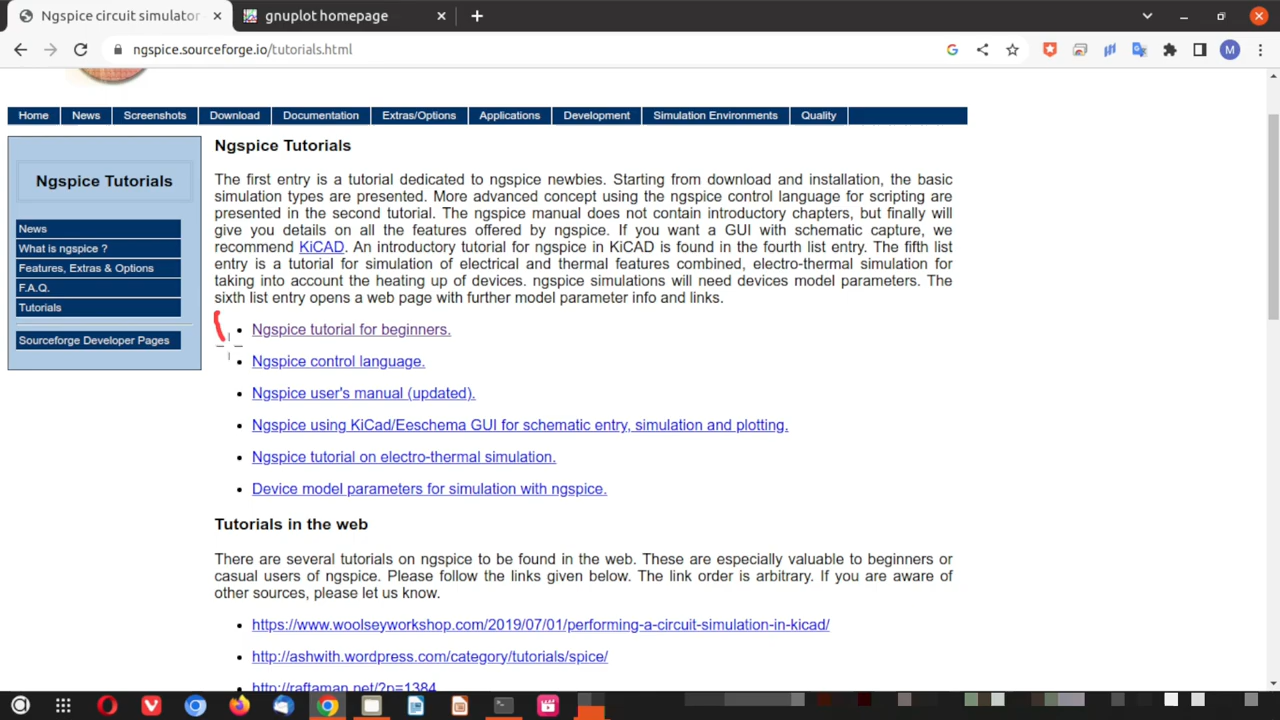 Ngspice circuit simulator
gnuplot homepage
ngspice.sourceforge.io/tutorials.html
G
M
Home News Screenshots Download Documentation Extras/Options Applications Development Simulation Environments Quality
Ngspice Tutorials
News
What is ngspice ?
Features, Extras & Options
F.A.Q.
Tutorials
Sourceforge Developer Pages
Ngspice Tutorials
The first entry is a tutorial dedicated to ngspice newbies. Starting from download and installation, the basic
simulation types are presented. More advanced concept using the ngspice control language for scripting are
presented in the second tutorial. The ngspice manual does not contain introductory chapters, but finally will
give you details on all the features offered by ngspice. If you want a GUI with schematic capture, we
recommend KiCAD. An introductory tutorial for ngspice in KiCAD is found in the fourth list entry. The fifth list
entry is a tutorial for simulation of electrical and thermal features combined, electro-thermal simulation for
taking into account the heating up of devices. ngspice simulations will need devices model parameters. The
sixth list entry opens a web page with further model parameter info and links.
Ngspice tutorial for beginners.
Ngspice control language.
Ngspice user's manual (updated).
Ngspice using KiCad/Eeschema GUI for schematic entry, simulation and plotting.
Ngspice tutorial on electro-thermal simulation.
Device model parameters for simulation with ngspice.
Tutorials in the web
There are several tutorials on ngspice to be found in the web. These are especially valuable to beginners or
casual users of ngspice. Please follow the links given below. The link order is arbitrary. If you are aware of
other sources, please let us know.
https://www.woolseyworkshop.com/2019/07/01/performing-a-circuit-simulation-in-kicad/
http://ashwith.wordpress.com/category/tutorials/spice/
http://raftaman.net/?p=1384